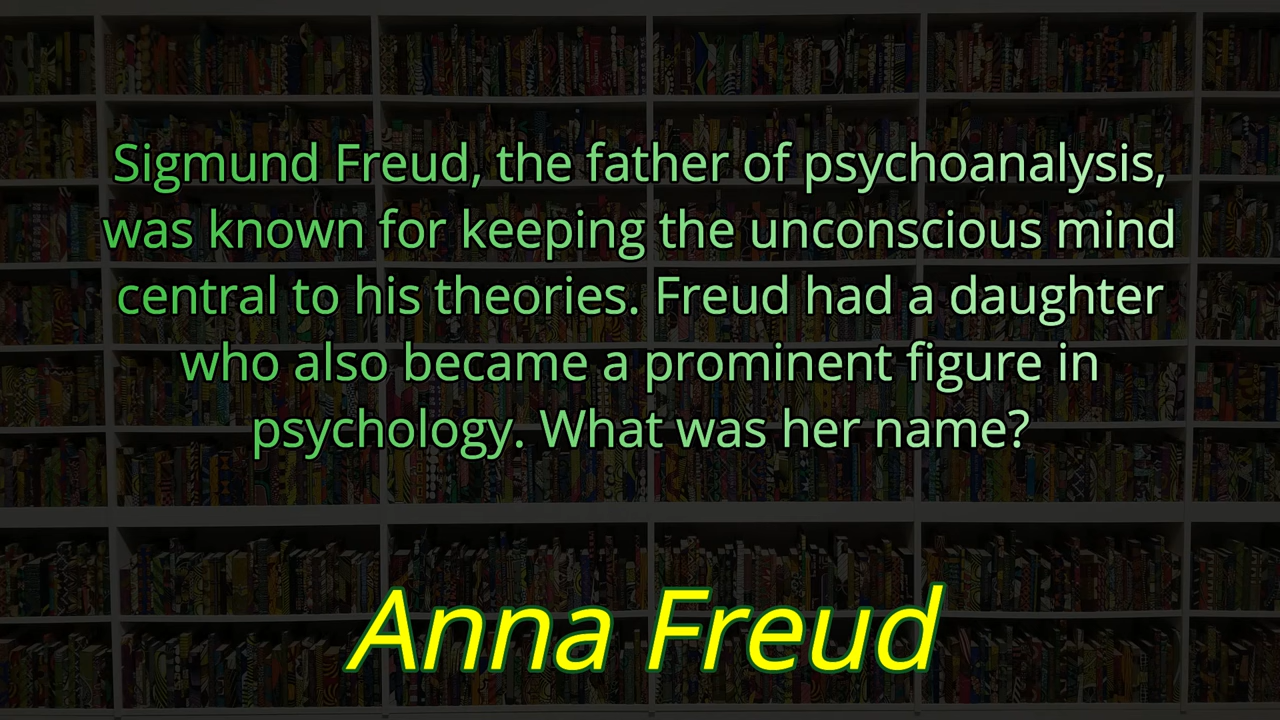 Sigmund Freud, the father of psychoanalysis,
was known for keeping the unconscious mind
central to his theories. Freud had a daughter
who also became a prominent figure in
psychology. What was her name?
Anna Freud